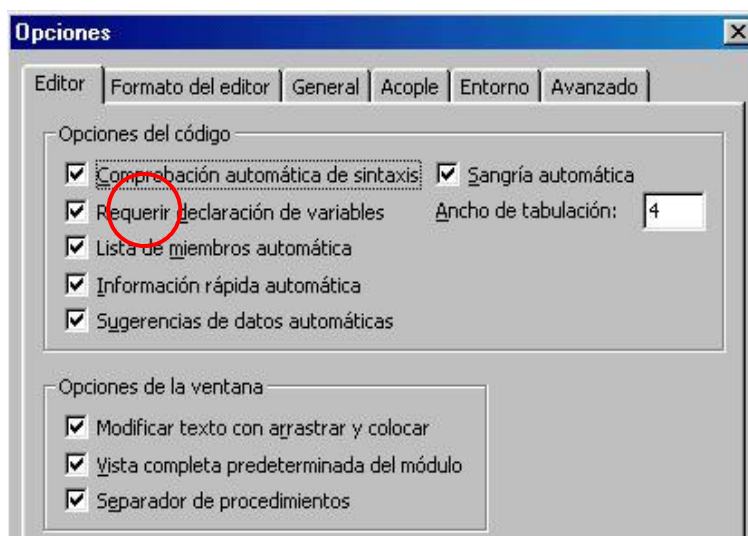 Opciones
Editor Formato del editor General Acople Entorno Avanzado
Opciones del código
Comprobación automática de sintaxis Sangría automática
Requerir declaración de variables Ancho de tabulación: 4
Lista de miembros automática
Información rápida automática
Sugerencias de datos automáticas
Opciones de la ventana
Modificar texto con arrastrar y colocar
Vista completa predeterminada del módulo
Separador de procedimientos